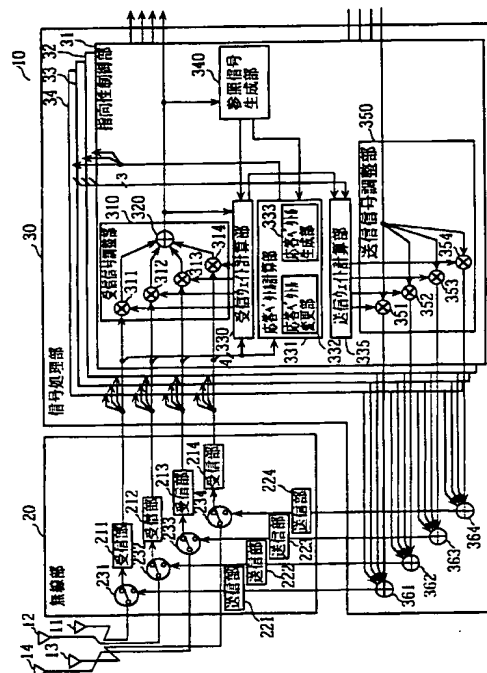 10
30
31
32
33
34
信号処理部
指向性制御部
310
受信信号調整部
320
311
312
313
314
340
参照信号
生成部
3
4
330
受信ウェイト計算部
331
応答ベクトル計算部
333
応答ベクトル
変更部
応答ベクトル
生成部
332
335
送信ウェイト計算部
350
送信信号調整部
351
352
353
354
20
無線部
12
11
14
13
231
232
233
234
211
受信部
212
受信部
213
受信部
214
受信部
221
送信部
222
送信部
223
送信部
224
送信部
361
362
363
364